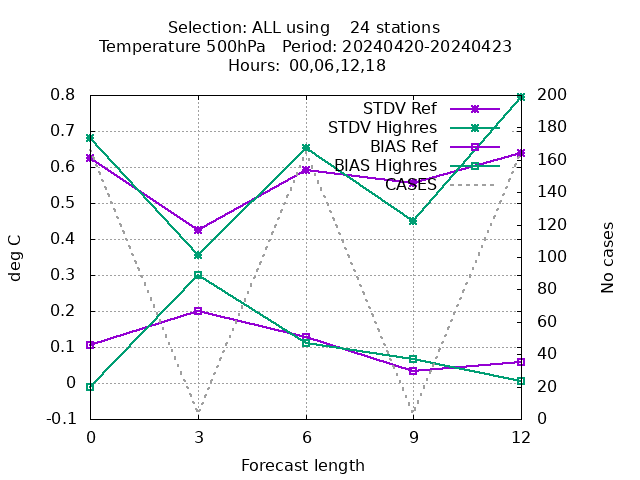 Selection: ALL using    24 stations
Temperature 500hPa   Period: 20240420-20240423
Hours: 00,06,12,18
0.8
0.7
0.6
0.5
0.4
0.3
0.2
0.1
0
-0.1
deg C
STDV Ref
STDV Highres
BIAS Ref
BIAS Highres
CASES
200
180
160
140
120
100
80
60
40
20
0
No cases
0 3 6 9 12
Forecast length